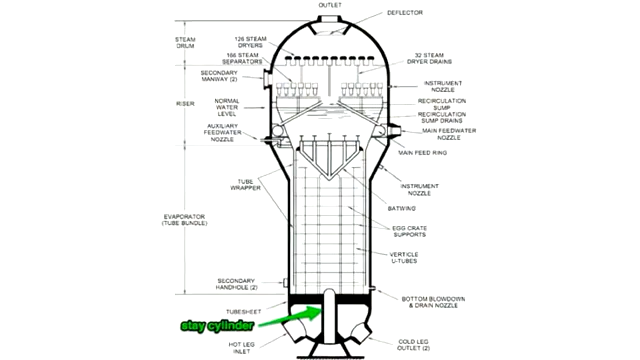 OUTLET
DEFLECTOR
126 STEAM
DRYERS
166 STEAM
SEPARATORS
32 STEAM
DRYER DRAINS
STEAM
DRUM
SECONDARY
MANWAY (2)
INSTRUMENT
NOZZLE
RISER
NORMAL
WATER
LEVEL
RECIRCULATION
SUMP
RECIRCULATION
SUMP DRAINS
AUXILIARY
FEEDWATER
NOZZLE
MAIN FEEDWATER
NOZZLE
MAIN FEED RING
TUBE
WRAPPER
INSTRUMENT
NOZZLE
BATWING
EVAPORATOR
(TUBE BUNDLE)
EGG CRATE
SUPPORTS
VERTICLE
U-TUBES
SECONDARY
HANDHOLE (2)
BOTTOM BLOWDOWN
& DRAIN NOZZLE
TUBESHEET
stay cylinder
HOT LEG
INLET
COLD LEG
OUTLET (2)